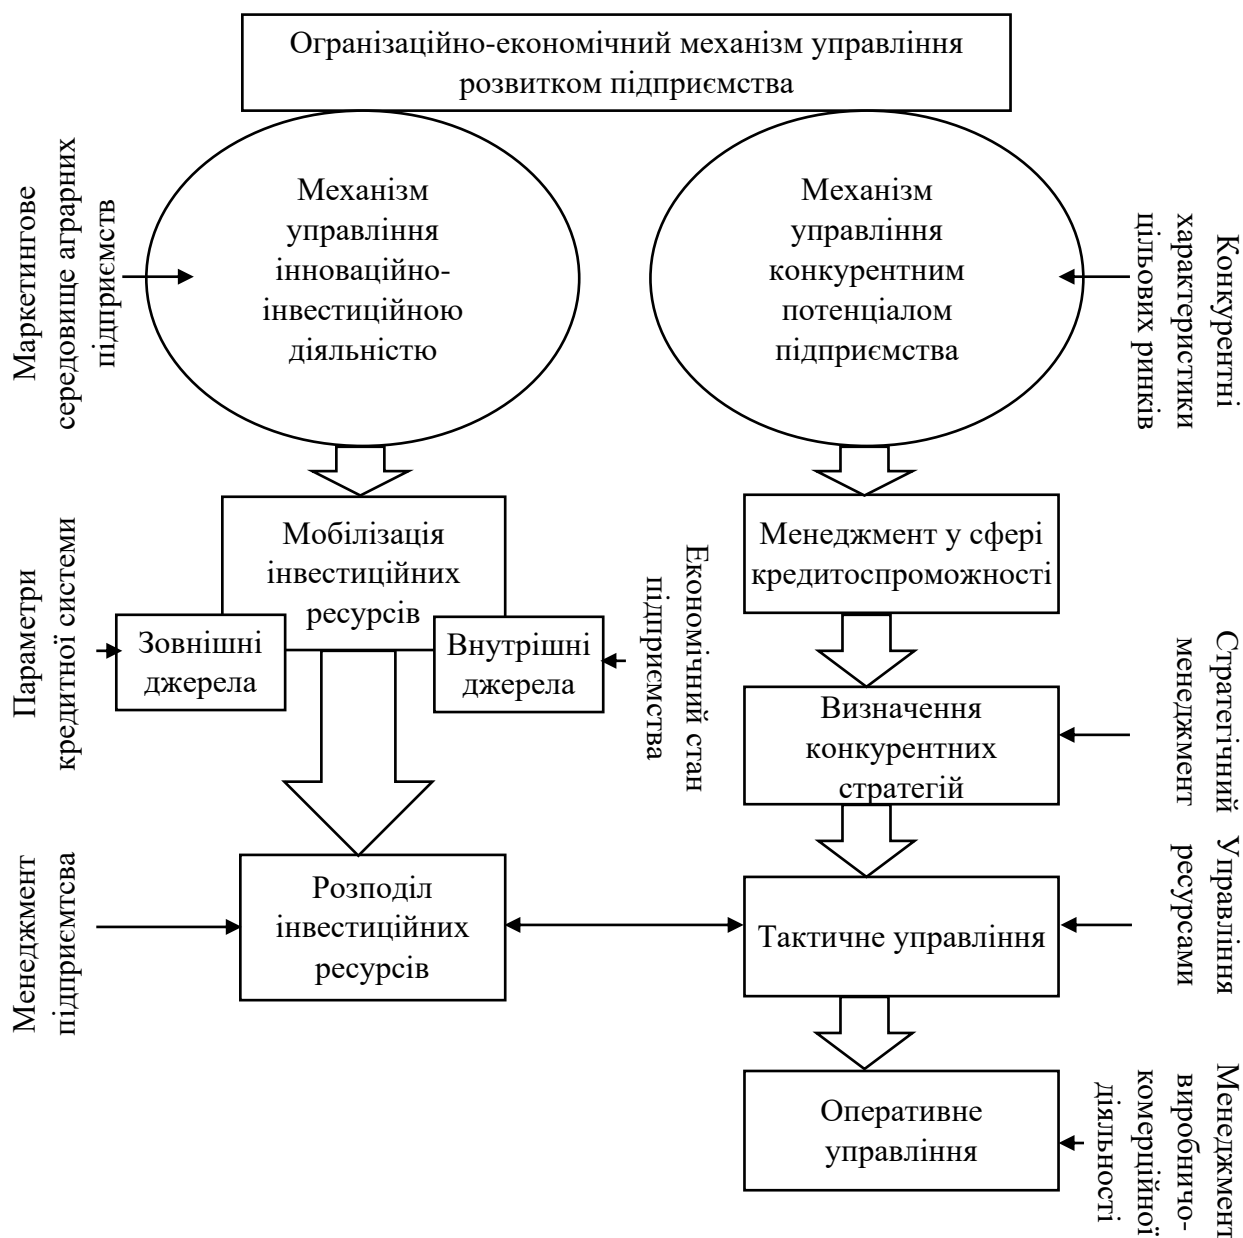 Огранізаційно-економічний механізм управління
розвитком підприємства
Маркетингове
середовище аграрних
підприємств
Механізм
управління
інноваційно-
інвестиційною
діяльністю
Механізм
управління
конкурентним
потенціалом
підприємства
Конкурентні
характеристики
цільових ринків
Параметри
кредитної системи
Мобілізація
інвестиційних
ресурсів
Зовнішні
джерела
Внутрішні
джерела
Економічний стан
підприємства
Менеджмент у сфері
кредитоспроможності
Визначення
конкурентних
стратегій
Стратегічний
менеджмент
Менеджмент
підприємтсва
Розподіл
інвестиційних
ресурсів
Тактичне управління
Управління
ресурсами
Оперативне
управління
Менеджмент
виробничо-
комерційної
діяльності